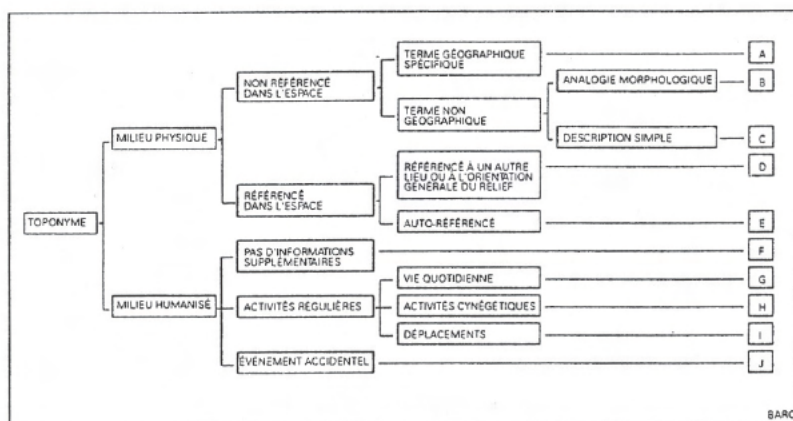 TERME GÉOGRAPHIQUE
SPÉCIFIQUE
A
NON RÉFÉRENCÉ
DANS L'ESPACE
ANALOGIE MORPHOLOGIQUE
B
TERME NON
GÉOGRAPHIQUE
MILIEU PHYSIQUE
DESCRIPTION SIMPLE
C
RÉFÉRENCÉ À UN AUTRE
LIEU OU À L'ORIENTATION
GÉNÉRALE DU RELIEF
D
RÉFÉRENCÉ
DANS L'ESPACE
TOPONYME
AUTO-RÉFÉRENCÉ
E
PAS D'INFORMATIONS
SUPPLÉMENTAIRES
F
VIE QUOTIDIENNE
G
MILIEU HUMANISÉ
ACTIVITÉS RÉGULIÈRES
ACTIVITÉS CYNÉGÉTIQUES
H
DÉPLACEMENTS
I
ÉVÉNEMENT ACCIDENTEL
J
BARC